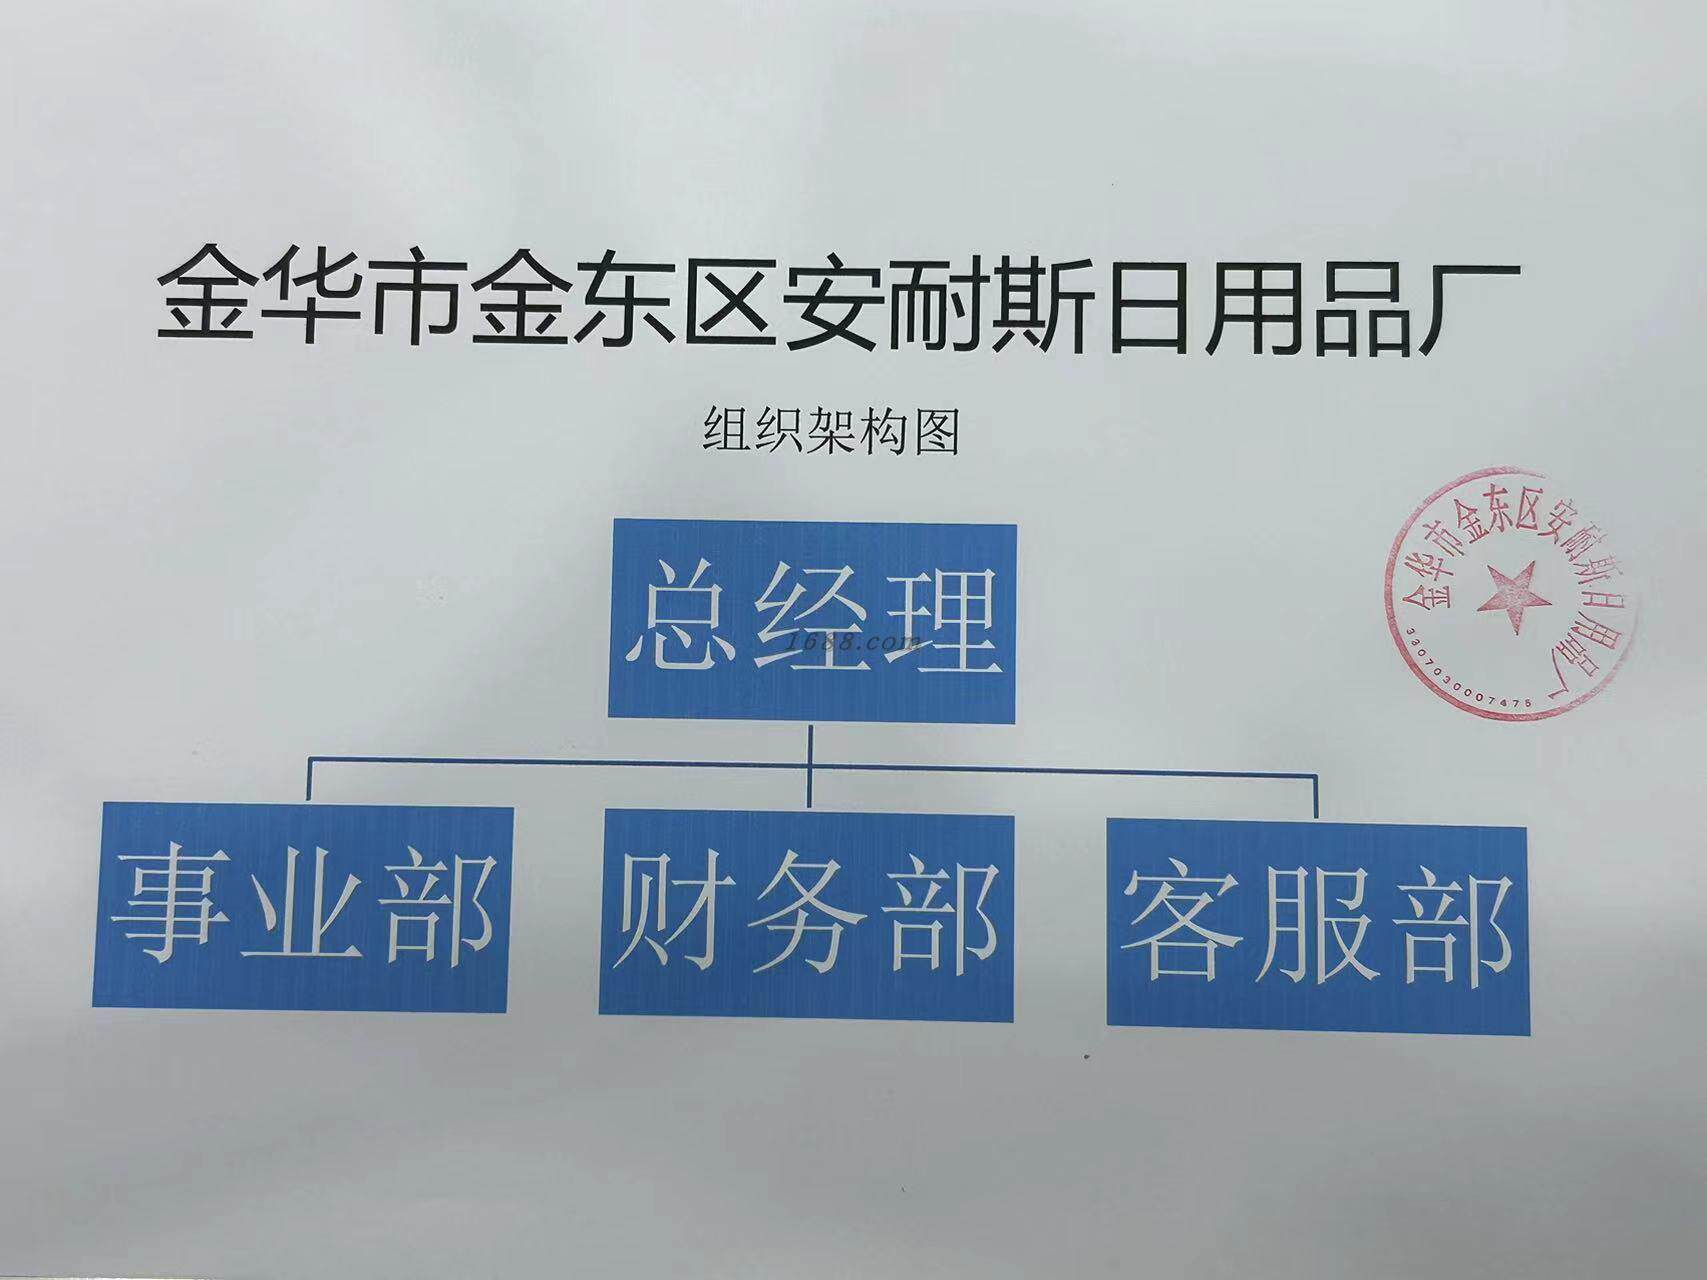 金华市金东区安耐斯日用品厂
组织架构图
金华市金东区安耐斯日用品厂
3307030007475
总经理
1688.com
事业部 财务部 客服部